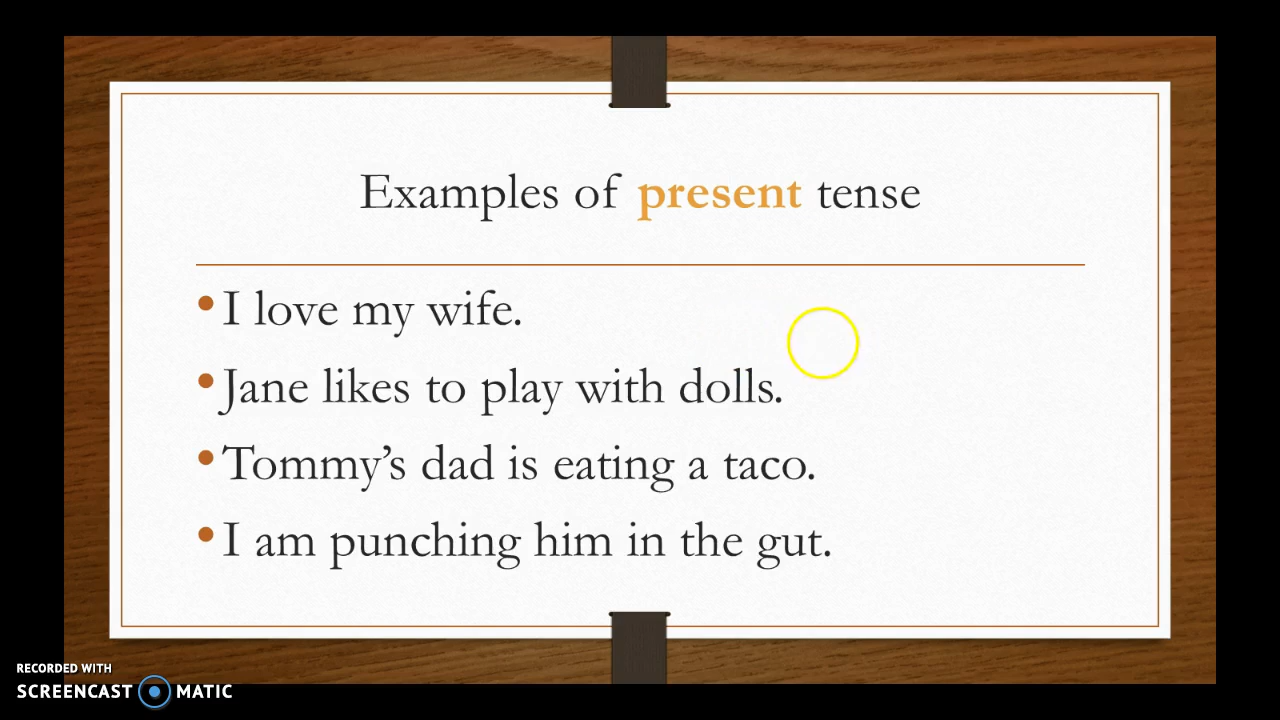 Examples of present tense
•I love my wife.
•Jane likes to play with dolls.
•Tommy’s dad is eating a taco.
•I am punching him in the gut.
RECORDED WITH
SCREENCAST MATIC